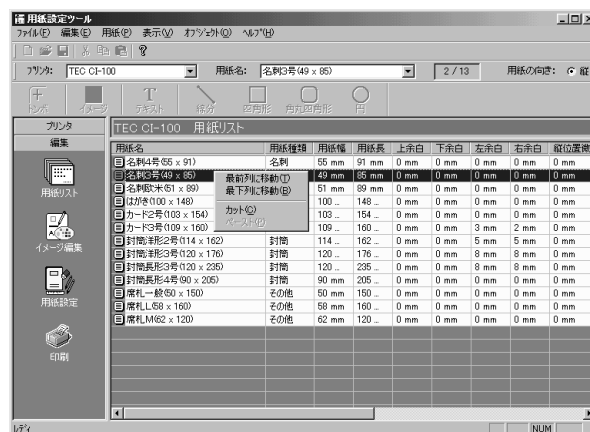 用紙設定ツール
ファイル(F) 編集(E) 用紙(P) 表示(V) オブジェクト(O) ヘルプ(H)
プリンタ: TEC CI-100 用紙名: 名刺3号(49 x 85) 2 / 13 用紙の向き: 縦
トンボ イメージ テキスト 線分 四角形 角丸四角形 円
プリンタ TEC CI-100 用紙リスト
編集
用紙リスト
イメージ編集
用紙設定
印刷
用紙名 用紙種類 用紙幅 用紙長 上余白 下余白 左余白 右余白 縦位置微
名刺4号(55 x 91) 名刺 55 mm 91 mm 0 mm 0 mm 0 mm 0 mm 0 mm
名刺3号(49 x 85) 49 mm 85 mm 0 mm 0 mm 0 mm 0 mm 0 mm
名刺欧米(51 x 89) 51 mm 89 mm 0 mm 0 mm 0 mm 0 mm 0 mm
はがき(100 x 148) 100 ... 148 ... 0 mm 0 mm 0 mm 0 mm 0 mm
カード2号(103 x 154) 103 ... 154 ... 0 mm 0 mm 0 mm 0 mm 0 mm
カード3号(109 x 160) 109 ... 160 ... 0 mm 0 mm 3 mm 2 mm 0 mm
封筒洋形2号(114 x 162) 封筒 114 ... 162 ... 0 mm 0 mm 5 mm 5 mm 0 mm
封筒洋形3号(120 x 176) 封筒 120 ... 176 ... 0 mm 0 mm 8 mm 8 mm 0 mm
封筒長形3号(120 x 235) 封筒 120 ... 235 ... 0 mm 0 mm 8 mm 8 mm 0 mm
封筒長形4号(90 x 205) 封筒 90 mm 205 ... 0 mm 0 mm 0 mm 0 mm 0 mm
席札一般(50 x 150) その他 50 mm 150 ... 0 mm 0 mm 0 mm 0 mm 0 mm
席札L(58 x 160) その他 58 mm 160 ... 0 mm 0 mm 0 mm 0 mm 0 mm
席札M(62 x 120) その他 62 mm 120 ... 0 mm 0 mm 0 mm 0 mm 0 mm
最前列に移動(T)
最下列に移動(B)
カット(C)
ペースト(P)
レディ NUM